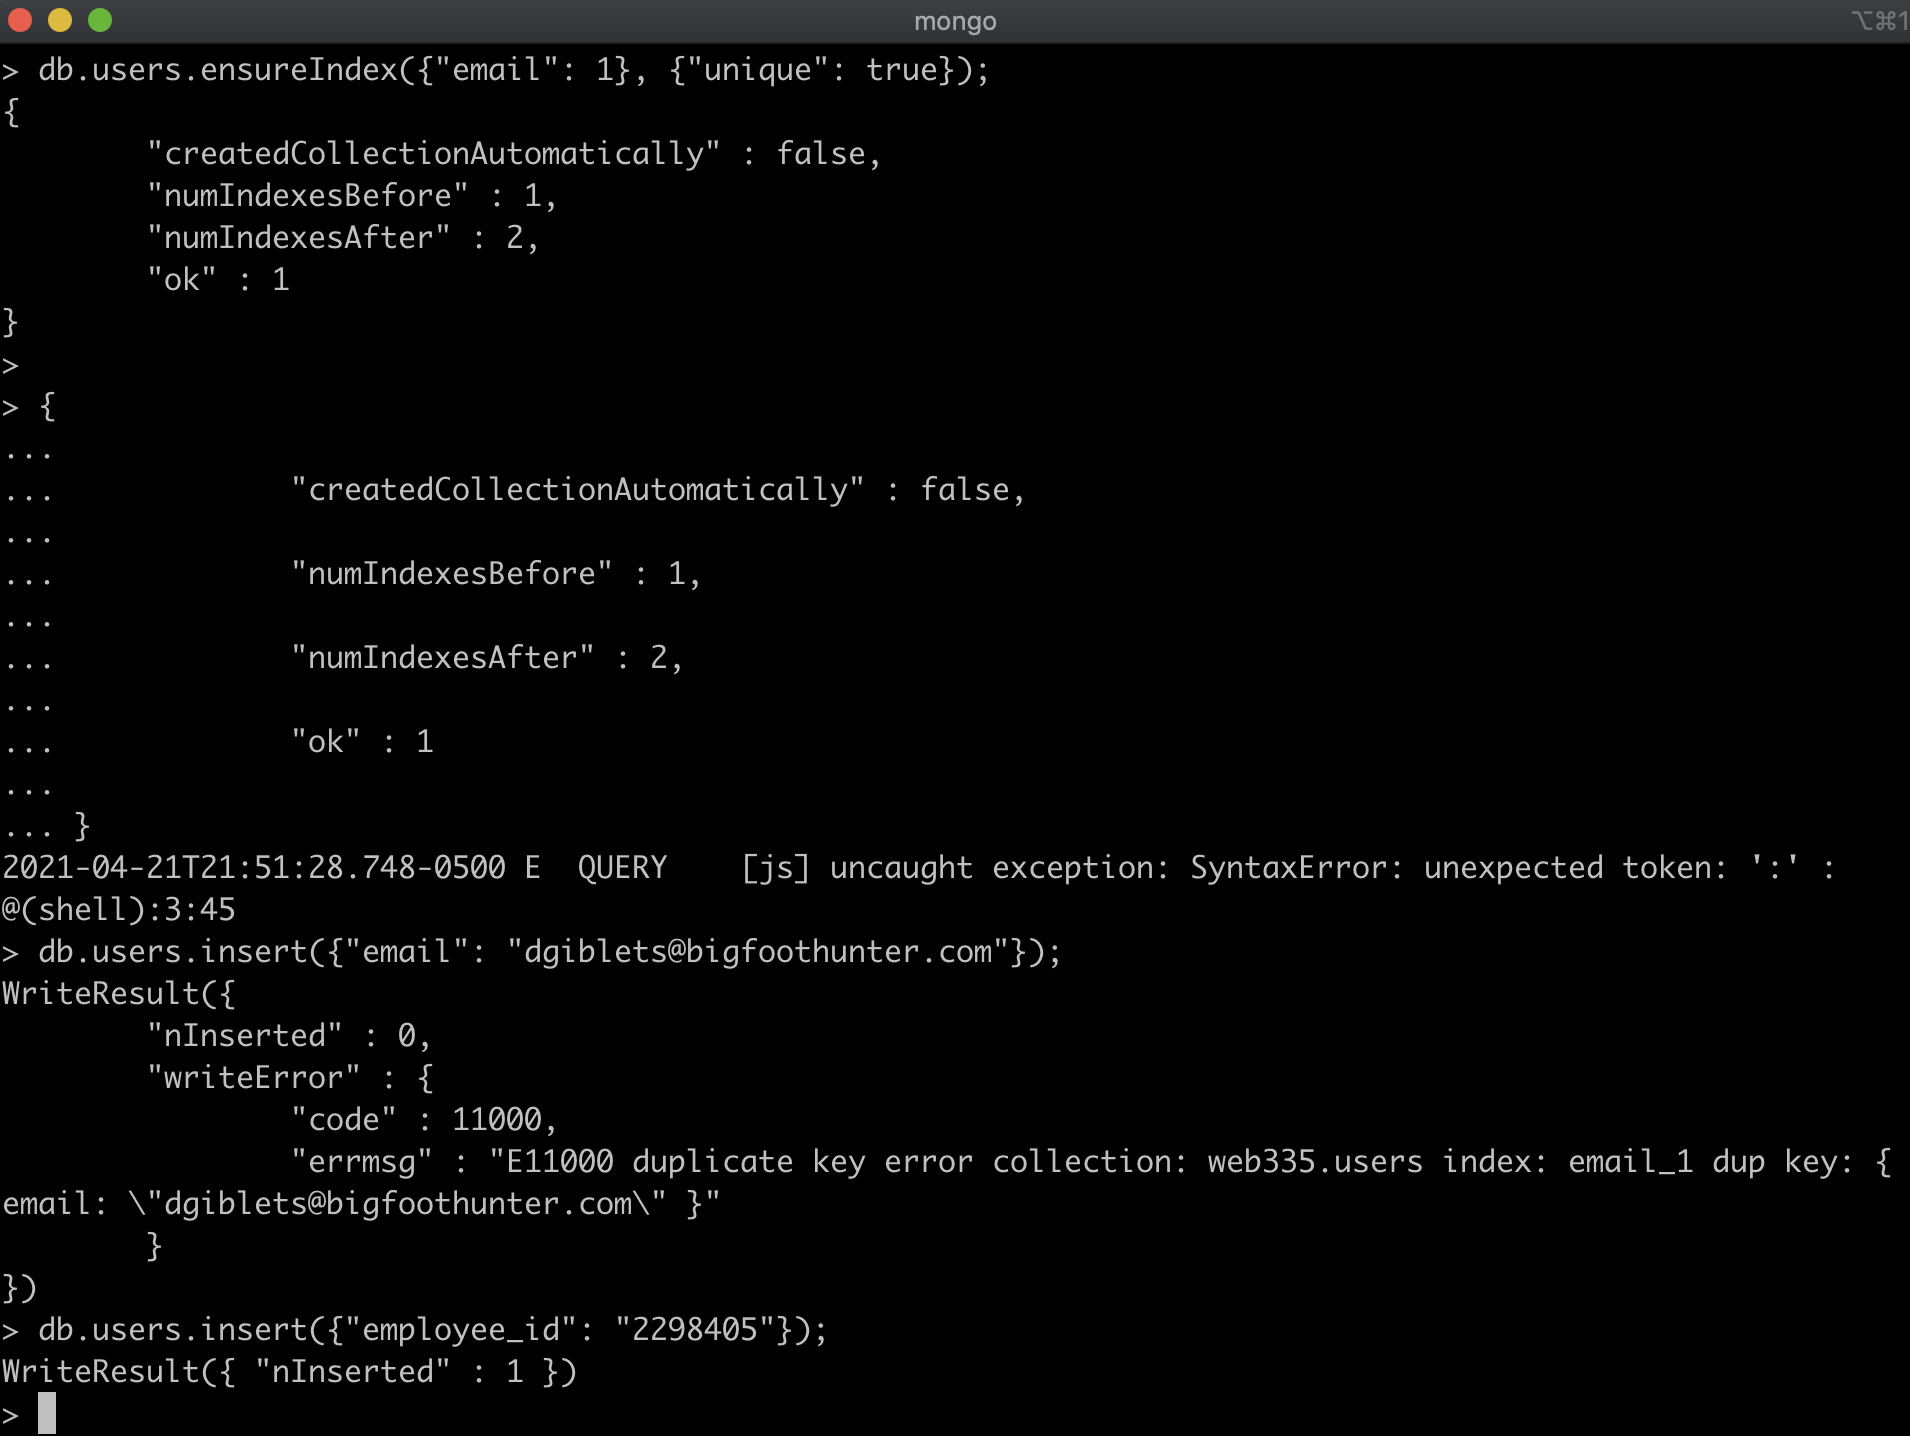 mongo
⌥⌘1
> db.users.ensureIndex({"email": 1}, {"unique": true});
{
        "createdCollectionAutomatically" : false,
        "numIndexesBefore" : 1,
        "numIndexesAfter" : 2,
        "ok" : 1
}
>
> {
...
...             "createdCollectionAutomatically" : false,
...
...             "numIndexesBefore" : 1,
...
...             "numIndexesAfter" : 2,
...
...             "ok" : 1
...
... }
2021-04-21T21:51:28.748-0500 E  QUERY    [js] uncaught exception: SyntaxError: unexpected token: ':' :
@(shell):3:45
> db.users.insert({"email": "dgiblets@bigfoothunter.com"});
WriteResult({
        "nInserted" : 0,
        "writeError" : {
                "code" : 11000,
                "errmsg" : "E11000 duplicate key error collection: web335.users index: email_1 dup key: {
email: \"dgiblets@bigfoothunter.com\" }"
        }
})
> db.users.insert({"employee_id": "2298405"});
WriteResult({ "nInserted" : 1 })
>